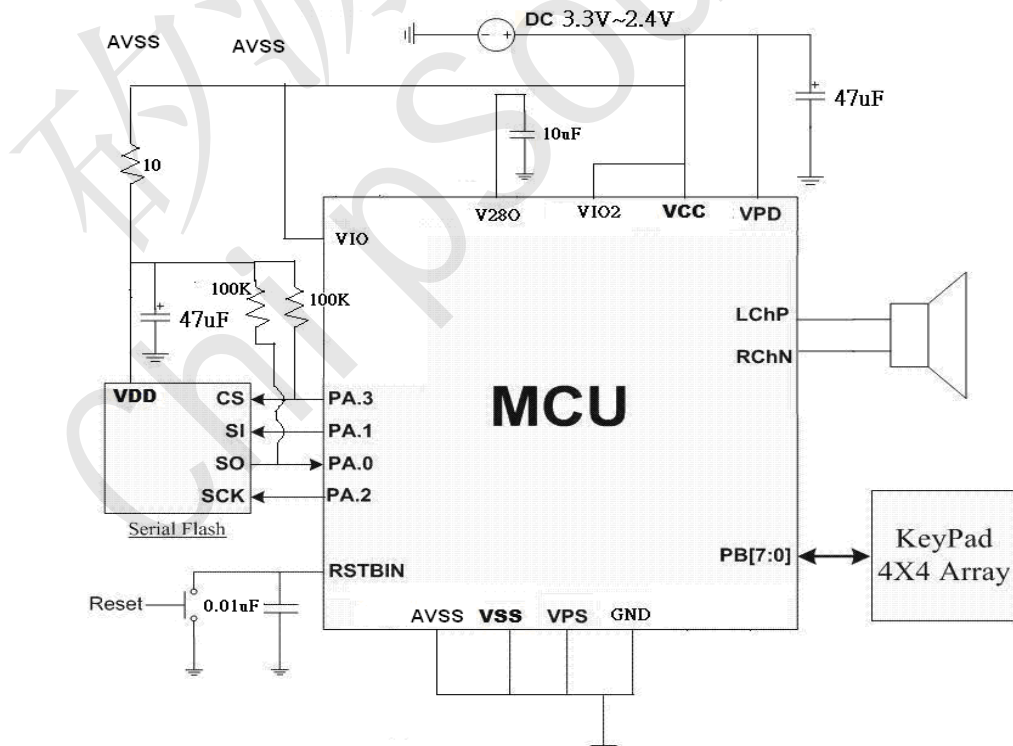 DC 3.3V~2.4V
AVSS
AVSS
47uF
10uF
10
V28O
VIO2
VCC
VPD
VIO
100K
100K
47uF
LChP
RChN
MCU
VDD
CS
SI
SO
SCK
PA.3
PA.1
PA.0
PA.2
Serial Flash
RSTBIN
PB[7:0]
KeyPad
4X4 Array
Reset
0.01uF
AVSS
VSS
VPS
GND